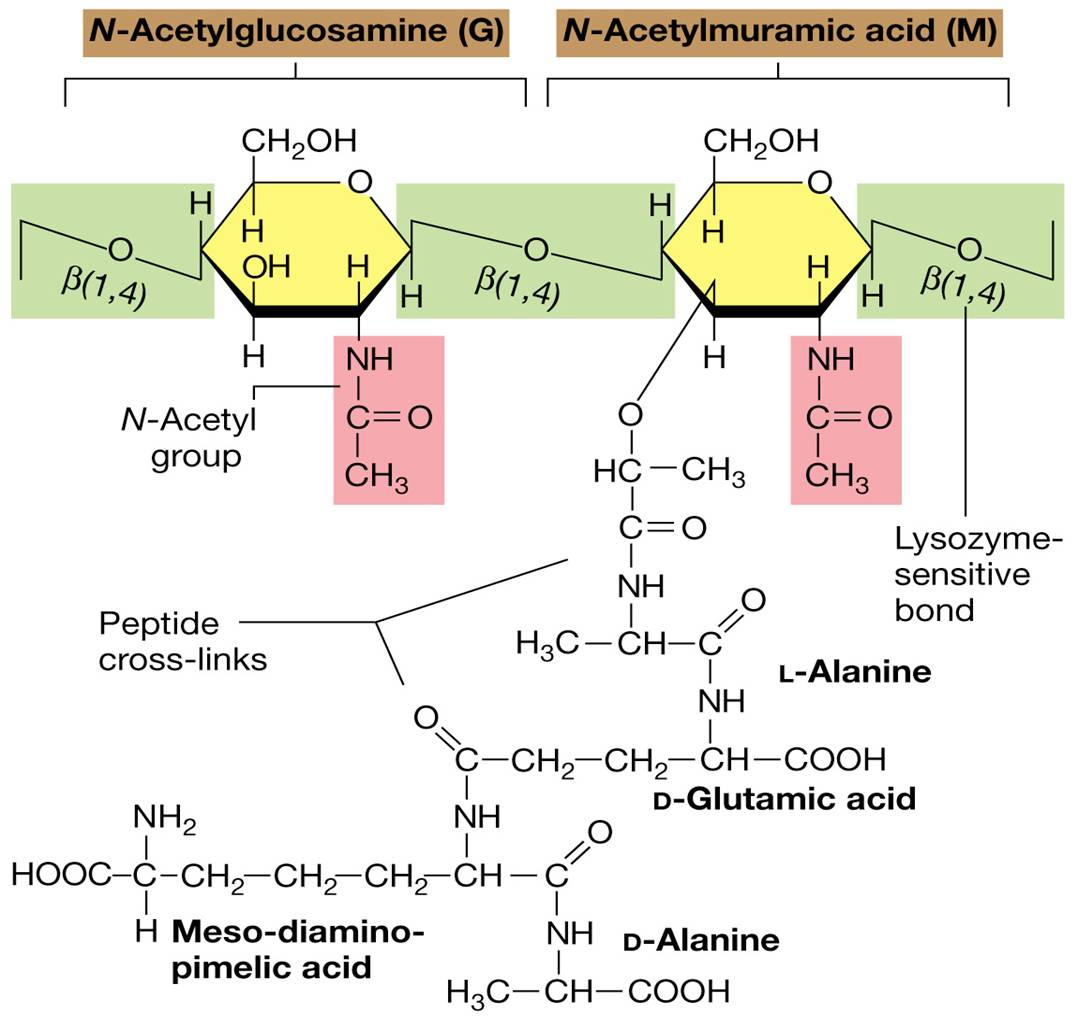 N-Acetylglucosamine (G)
N-Acetylmuramic acid (M)
CH₂OH
CH₂OH
O
O
H
H
H
H
O
O
O
OH
H
H
H
H
β(1,4)
β(1,4)
β(1,4)
H
H
NH
NH
N-Acetyl
group
C=O
O
C=O
CH₃
HC—CH₃
CH₃
C=O
Lysozyme-
sensitive
bond
NH
O
Peptide
cross-links
H₃C—CH—C
L-Alanine
NH
O
C—CH₂—CH₂—CH—COOH
D-Glutamic acid
NH₂
NH
O
HOOC—C—CH₂—CH₂—CH₂—CH—C
H
Meso-diamino-
pimelic acid
NH
D-Alanine
H₃C—CH—COOH